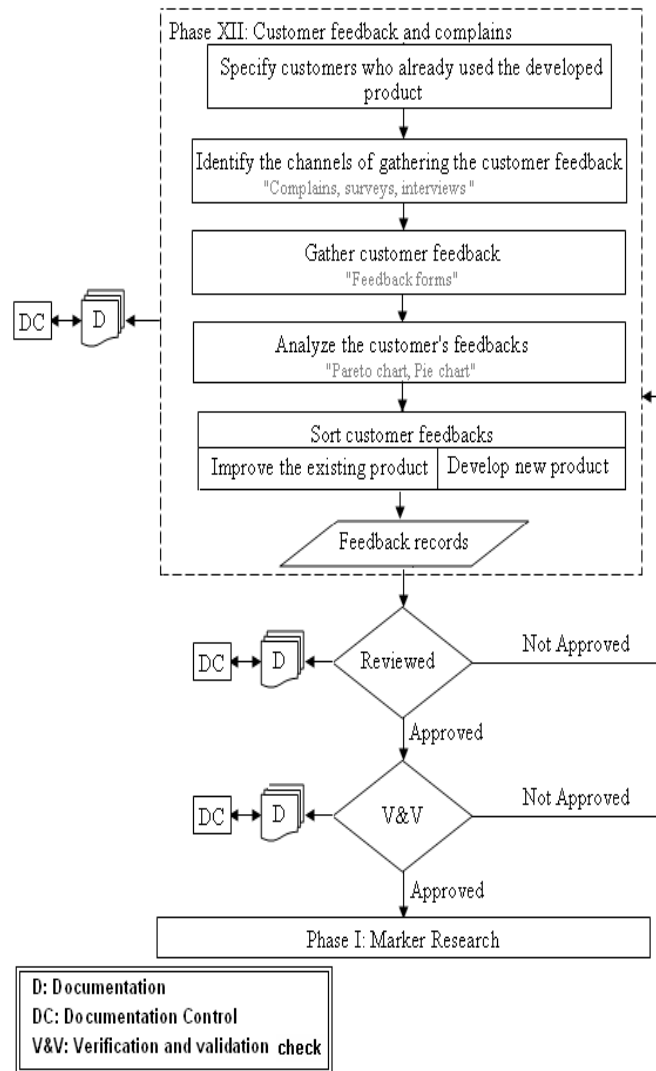 Phase XII: Customer feedback and complains
Specify customers who already used the developed
product
Identify the channels of gathering the customer feedback
"Complains, surveys, interviews "
Gather customer feedback
"Feedback forms"
DC
D
Analyze the customer's feedbacks
"Pareto chart, Pie chart"
Sort customer feedbacks
Improve the existing product
Develop new product
Feedback records
DC
D
Reviewed
Not Approved
Approved
DC
D
V&V
Not Approved
Approved
Phase I: Marker Research
D: Documentation
DC: Documentation Control
V&V: Verification and validation check